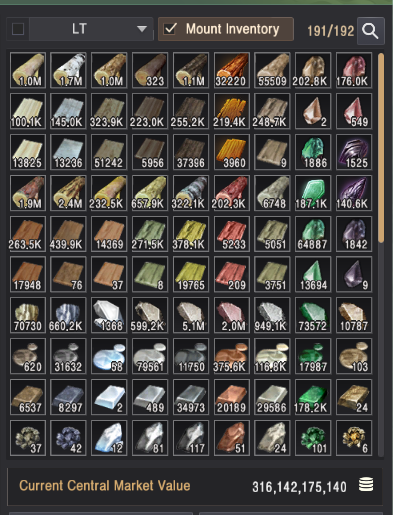 LT Mount Inventory 191/192
1.0M 1.7M 1.0M 323 1.1M 32220 55509 202.8K 176.0K
100.1K 145.0K 323.9K 223.0K 255.2K 219.4K 248.7K 2 549
13825 13236 51242 5956 37396 3960 9 1886 1525
1.9M 2.4M 232.5K 657.9K 322.1K 202.3K 6748 187.1K 140.6K
263.5K 439.9K 14369 271.5K 378.1K 5233 5051 64887 1842
17948 76 37 8 19765 209 3751 13694 9
70730 660.2K 1368 599.2K 5.1M 2.0M 949.1K 73572 10787
620 31632 58 79561 11750 375.6K 116.8K 17987 103
6537 8297 2 489 34973 20189 29586 178.2K 24
37 42 12 81 117 51 24 101 6
Current Central Market Value 316,142,175,140